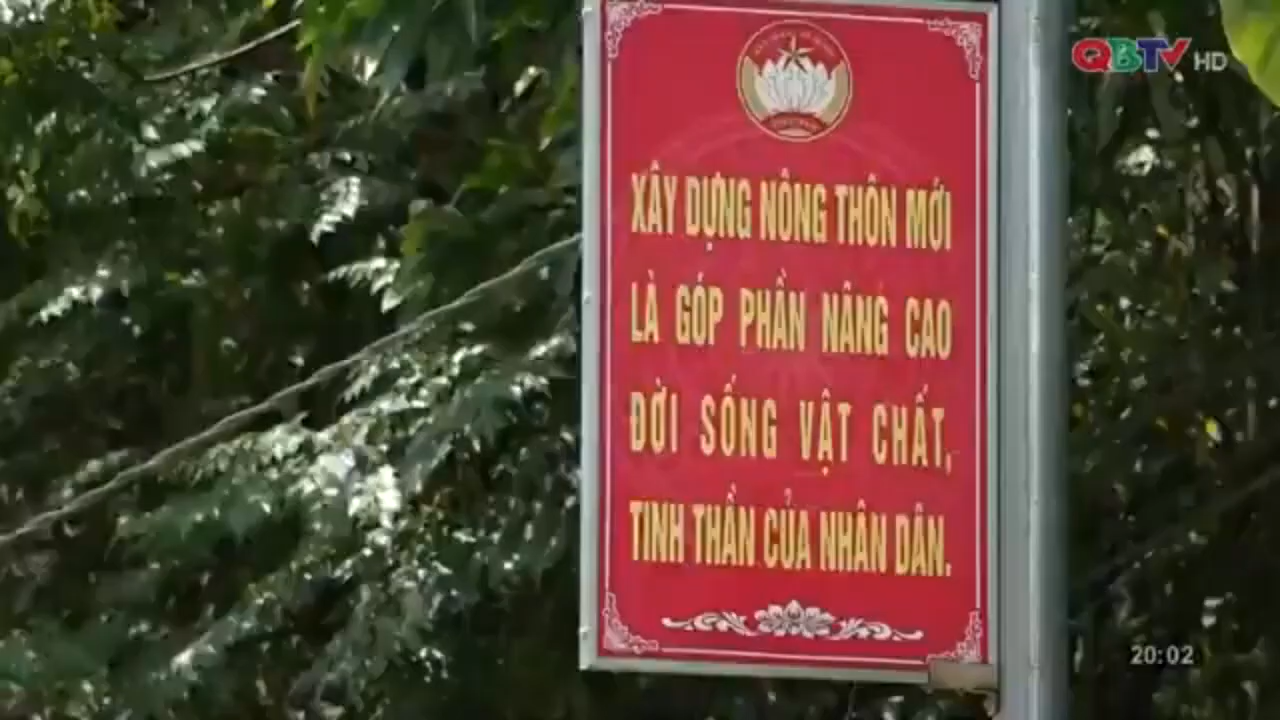 QBTV HD
XÂY DỰNG NÔNG THÔN MỚI
LÀ GÓP PHẦN NÂNG CAO
ĐỜI SỐNG VẬT CHẤT,
TINH THẦN CỦA NHÂN DÂN.
20:02